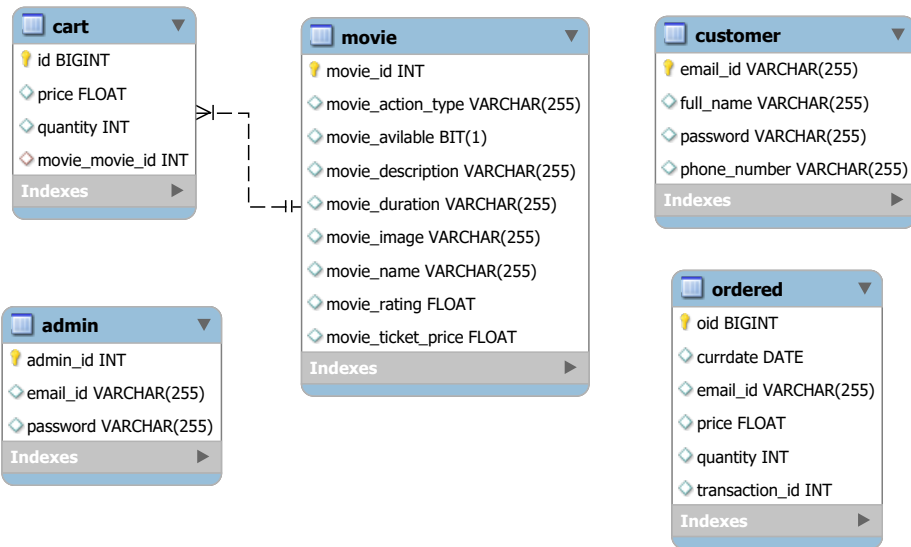 cart
id BIGINT
price FLOAT
quantity INT
movie_movie_id INT
Indexes
movie
movie_id INT
movie_action_type VARCHAR(255)
movie_avilable BIT(1)
movie_description VARCHAR(255)
movie_duration VARCHAR(255)
movie_image VARCHAR(255)
movie_name VARCHAR(255)
movie_rating FLOAT
movie_ticket_price FLOAT
Indexes
customer
email_id VARCHAR(255)
full_name VARCHAR(255)
password VARCHAR(255)
phone_number VARCHAR(255)
Indexes
admin
admin_id INT
email_id VARCHAR(255)
password VARCHAR(255)
Indexes
ordered
oid BIGINT
currdate DATE
email_id VARCHAR(255)
price FLOAT
quantity INT
transaction_id INT
Indexes